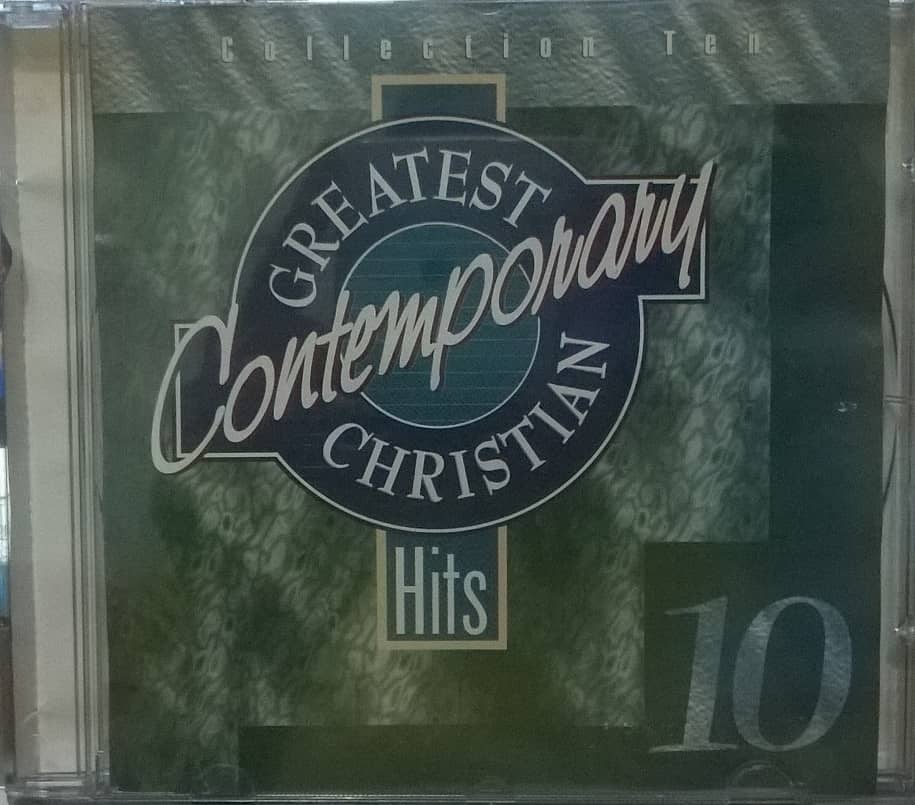 Collection Ten
GREATEST
Contemporary
CHRISTIAN
Hits
10